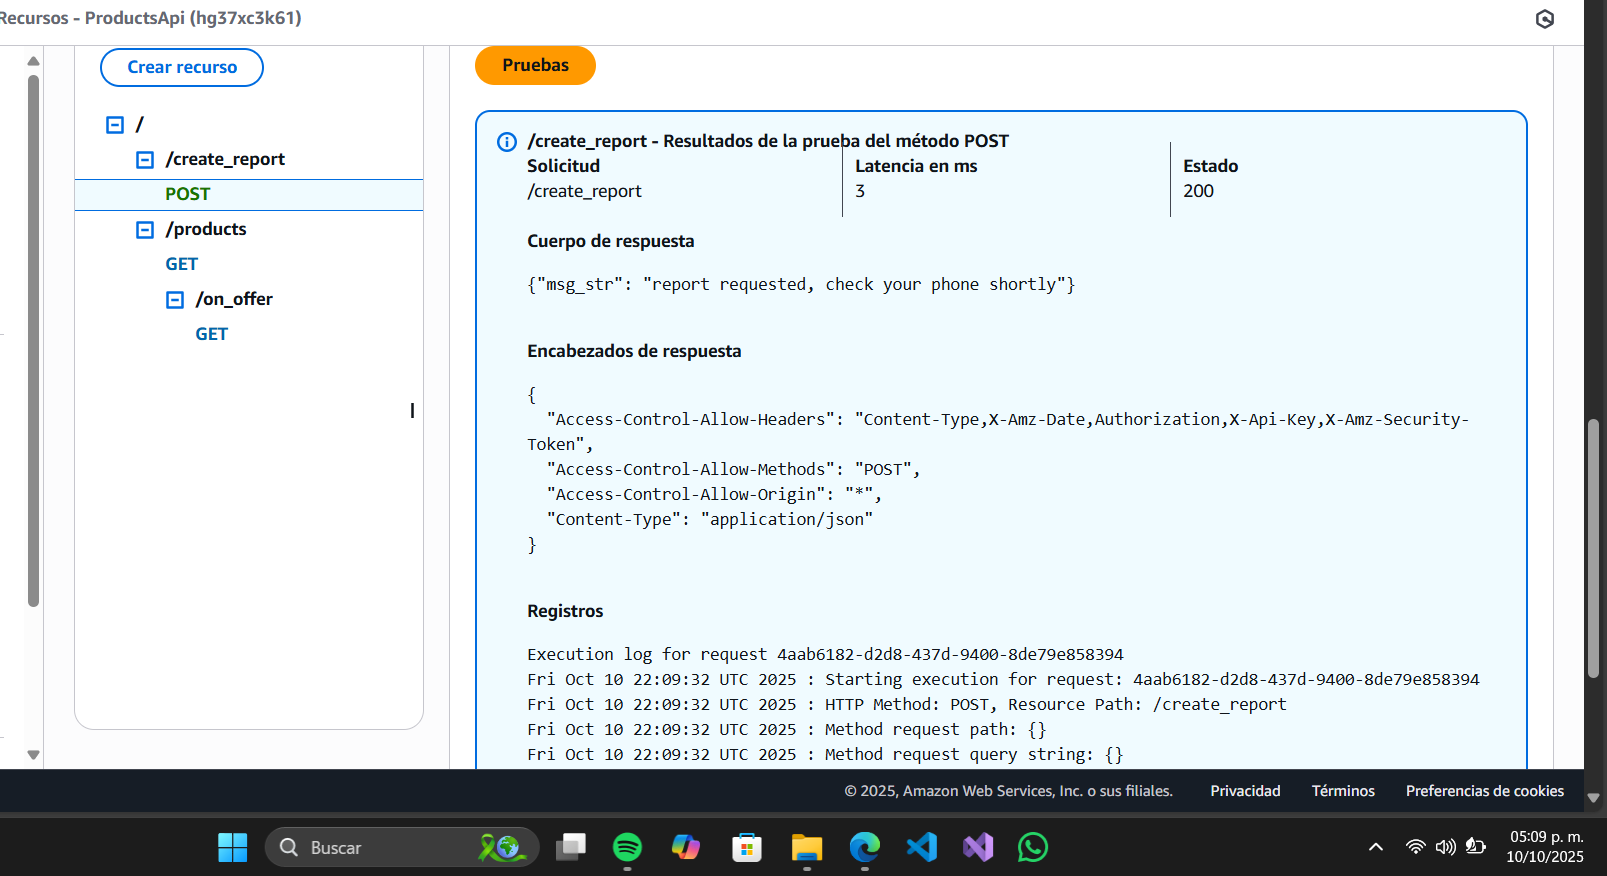 Recursos - ProductsApi (hg37xc3k61)
Crear recurso
/
/create_report
POST
/products
GET
/on_offer
GET
Pruebas
/create_report - Resultados de la prueba del método POST
Solicitud
/create_report
Latencia en ms
3
Estado
200
Cuerpo de respuesta
{"msg_str": "report requested, check your phone shortly"}
Encabezados de respuesta
{
"Access-Control-Allow-Headers": "Content-Type,X-Amz-Date,Authorization,X-Api-Key,X-Amz-Security-
Token",
"Access-Control-Allow-Methods": "POST",
"Access-Control-Allow-Origin": "*",
"Content-Type": "application/json"
}
Registros
Execution log for request 4aab6182-d2d8-437d-9400-8de79e858394
Fri Oct 10 22:09:32 UTC 2025 : Starting execution for request: 4aab6182-d2d8-437d-9400-8de79e858394
Fri Oct 10 22:09:32 UTC 2025 : HTTP Method: POST, Resource Path: /create_report
Fri Oct 10 22:09:32 UTC 2025 : Method request path: {}
Fri Oct 10 22:09:32 UTC 2025 : Method request query string: {}
© 2025, Amazon Web Services, Inc. o sus filiales.
Privacidad
Términos
Preferencias de cookies
Buscar
05:09 p. m.
10/10/2025